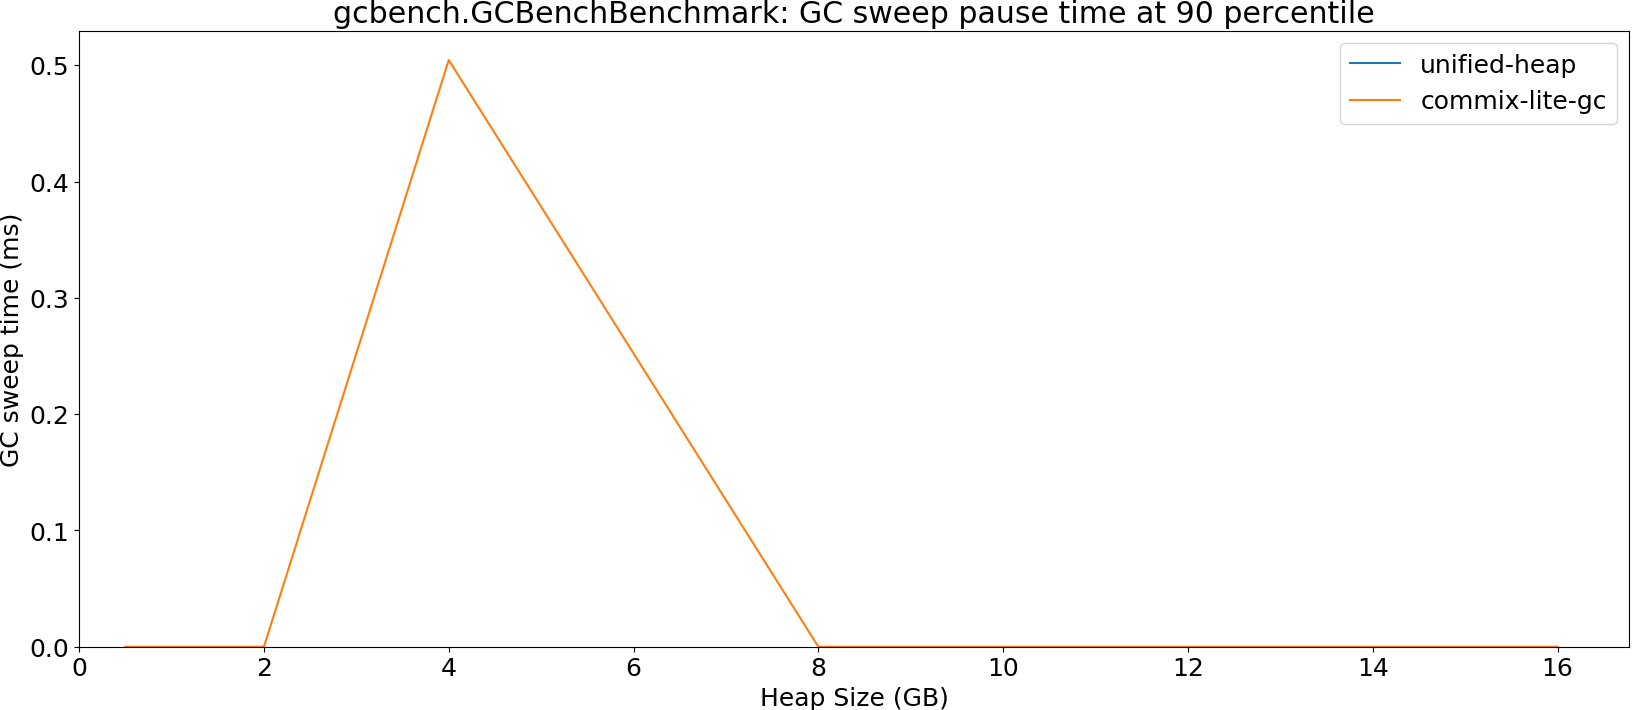 gcbench.GCBenchBenchmark: GC sweep pause time at 90 percentile
unified-heap
commix-lite-gc
GC sweep time (ms)
0.5
0.4
0.3
0.2
0.1
0.0
0 2 4 6 8 10 12 14 16
Heap Size (GB)